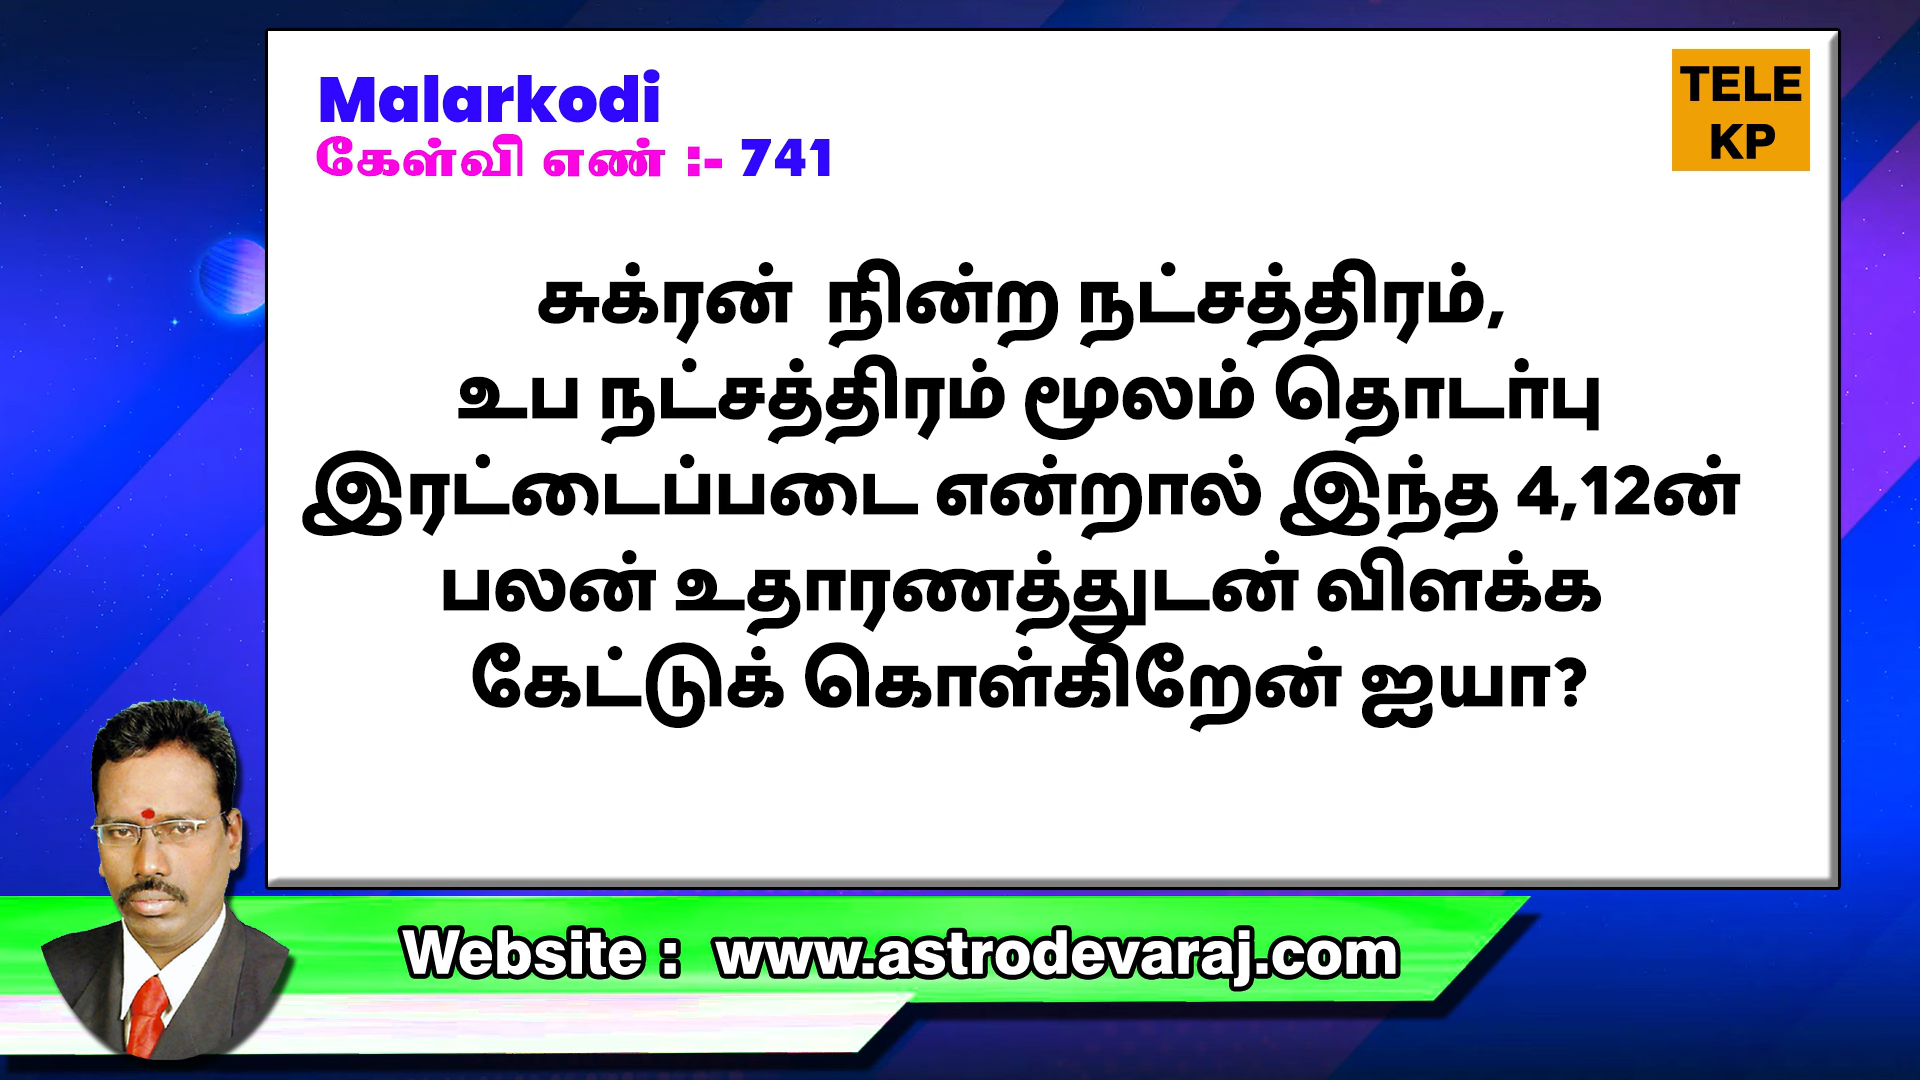 Malarkodi
கேள்வி எண் :- 741
TELE
KP
சுக்ரன் நின்ற நட்சத்திரம்,
உப நட்சத்திரம் மூலம் தொடர்பு
இரட்டைப்படை என்றால் இந்த 4,12ன்
பலன் உதாரணத்துடன் விளக்க
கேட்டுக் கொள்கிறேன் ஐயா?
Website : www.astrodevaraj.com